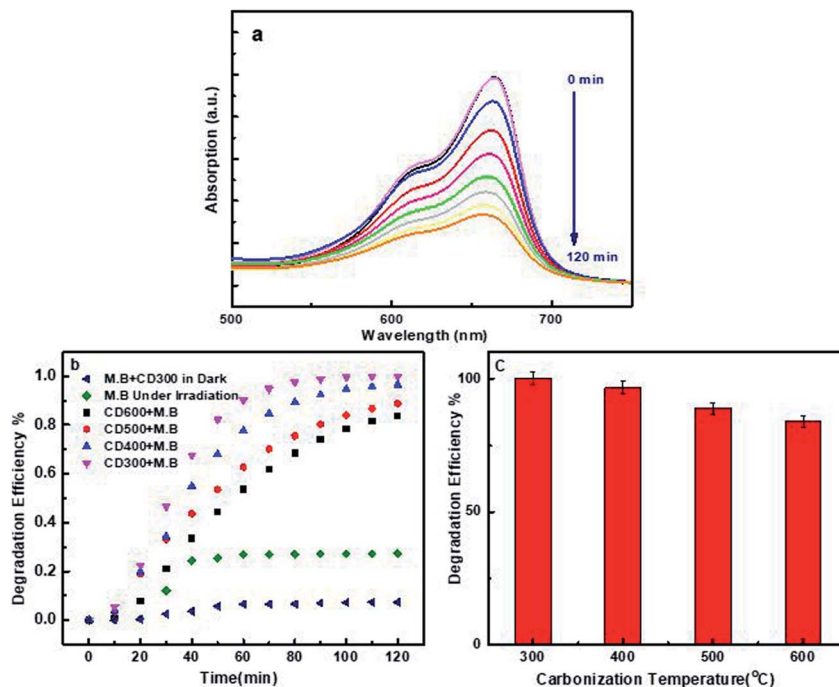 a
0 min
120 min
Absorption (a.u.)
500 600 700
Wavelength (nm)
b
M.B+CD300 in Dark
M.B Under Irradiation
CD600+M.B
CD500+M.B
CD400+M.B
CD300+M.B
Degradation Efficiency %
1.0
0.8
0.6
0.4
0.2
0.0
0 20 40 60 80 100 120
Time(min)
C
Degradation Efficiency %
100
50
0
300 400 500 600
Carbonization Temperature(°C)